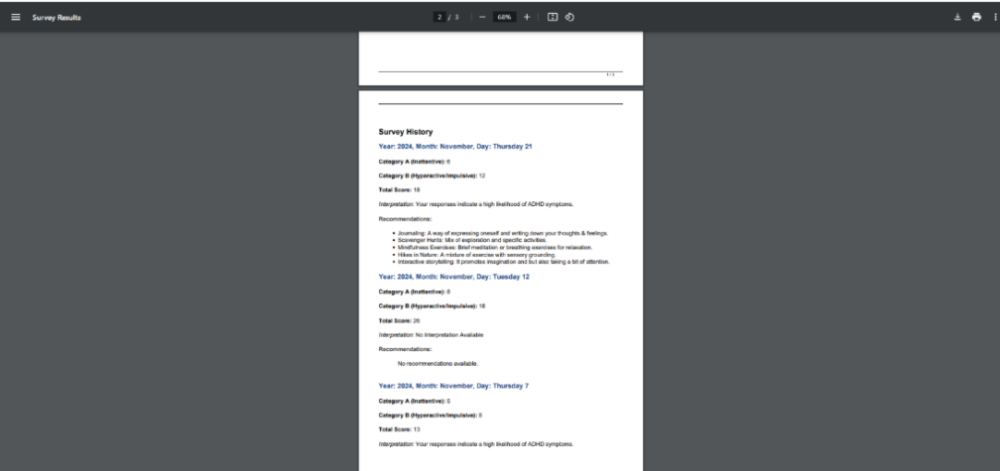 Survey Results
2 / 3
60%
Survey History
Year: 2024, Month: November, Day: Thursday 21
Category A (Inattentive): 6
Category B (Hyperactive/Impulsive): 12
Total Score: 18
Interpretation: Your responses indicate a high likelihood of ADHD symptoms.
Recommendations:
• Journaling: A way of expressing oneself and writing down your thoughts & feelings.
• Scavenger Hunts: Mix of exploration and specific activities.
• Mindfulness Exercises: Brief meditation or breathing exercises for relaxation.
• Hikes in Nature: A mixture of exercise with sensory grounding.
• Interactive storytelling: It promotes imagination and but also taking a bit of attention.
Year: 2024, Month: November, Day: Tuesday 12
Category A (Inattentive): 8
Category B (Hyperactive/Impulsive): 18
Total Score: 26
Interpretation: No Interpretation Available
Recommendations:
No recommendations available.
Year: 2024, Month: November, Day: Thursday 7
Category A (Inattentive): 5
Category B (Hyperactive/Impulsive): 8
Total Score: 13
Interpretation: Your responses indicate a high likelihood of ADHD symptoms.